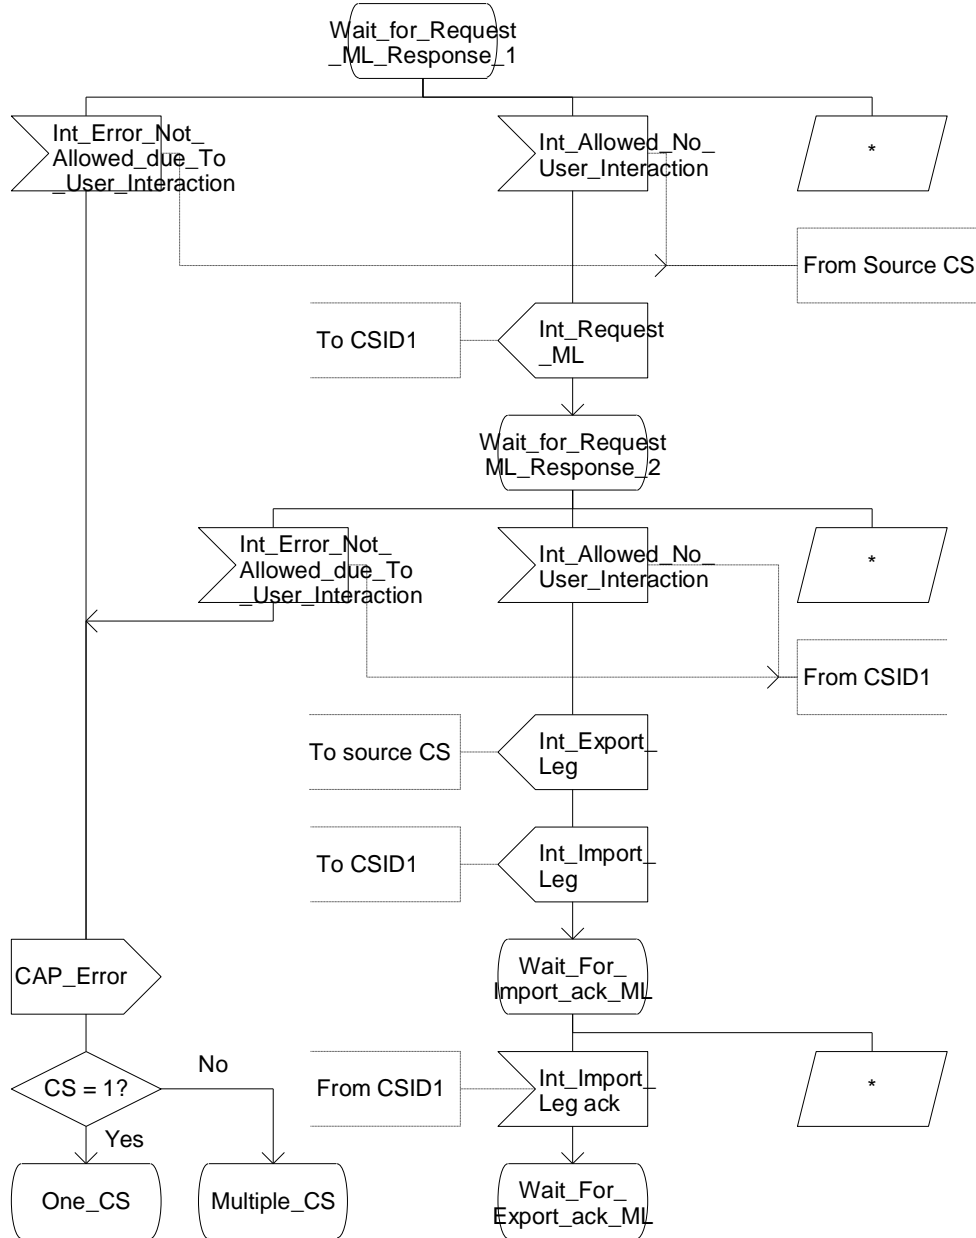 Wait_for_Request
_ML_Response_1
Int_Error_Not_
Allowed_due_To
_User_Interaction
Int_Allowed_No_
User_Interaction
*
From Source CS
To CSID1
Int_Request
_ML
Wait_for_Request
ML_Response_2
Int_Error_Not_
Allowed_due_To
_User_Interaction
Int_Allowed_No_
User_Interaction
*
From CSID1
To source CS
Int_Export_
Leg
To CSID1
Int_Import_
Leg
CAP_Error
Wait_For_
Import_ack_ML
CS = 1?
No
Yes
From CSID1
Int_Import_
Leg ack
*
One_CS
Multiple_CS
Wait_For_
Export_ack_ML